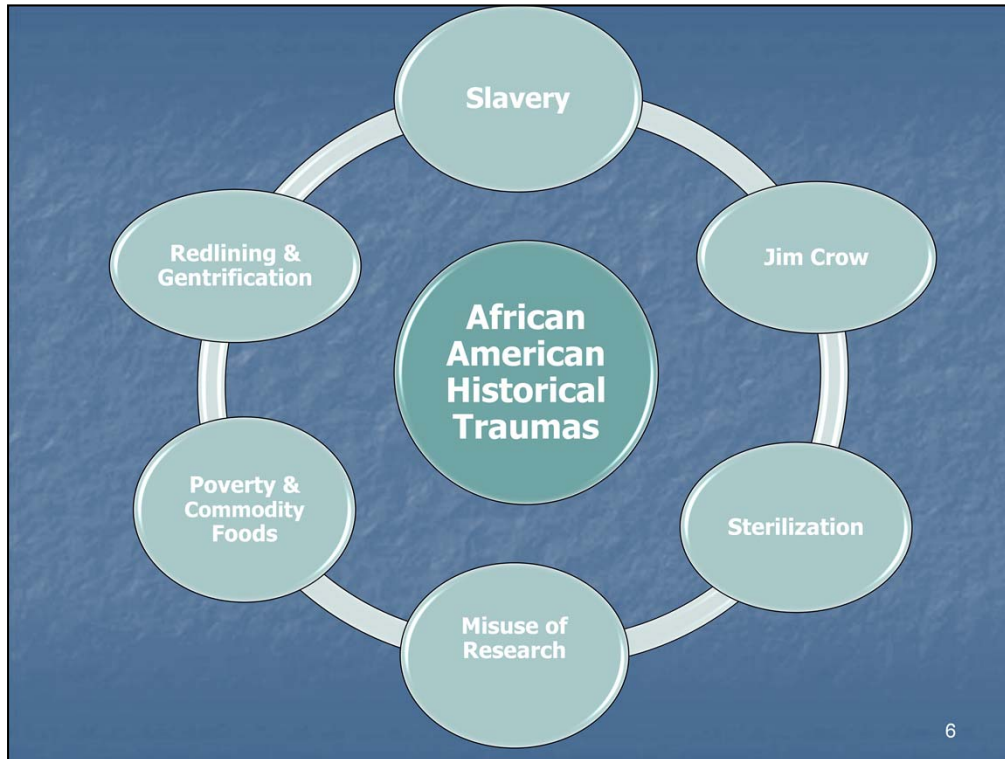 Slavery
Jim Crow
Sterilization
Misuse of
Research
Poverty &
Commodity
Foods
Redlining &
Gentrification
African
American
Historical
Traumas
6